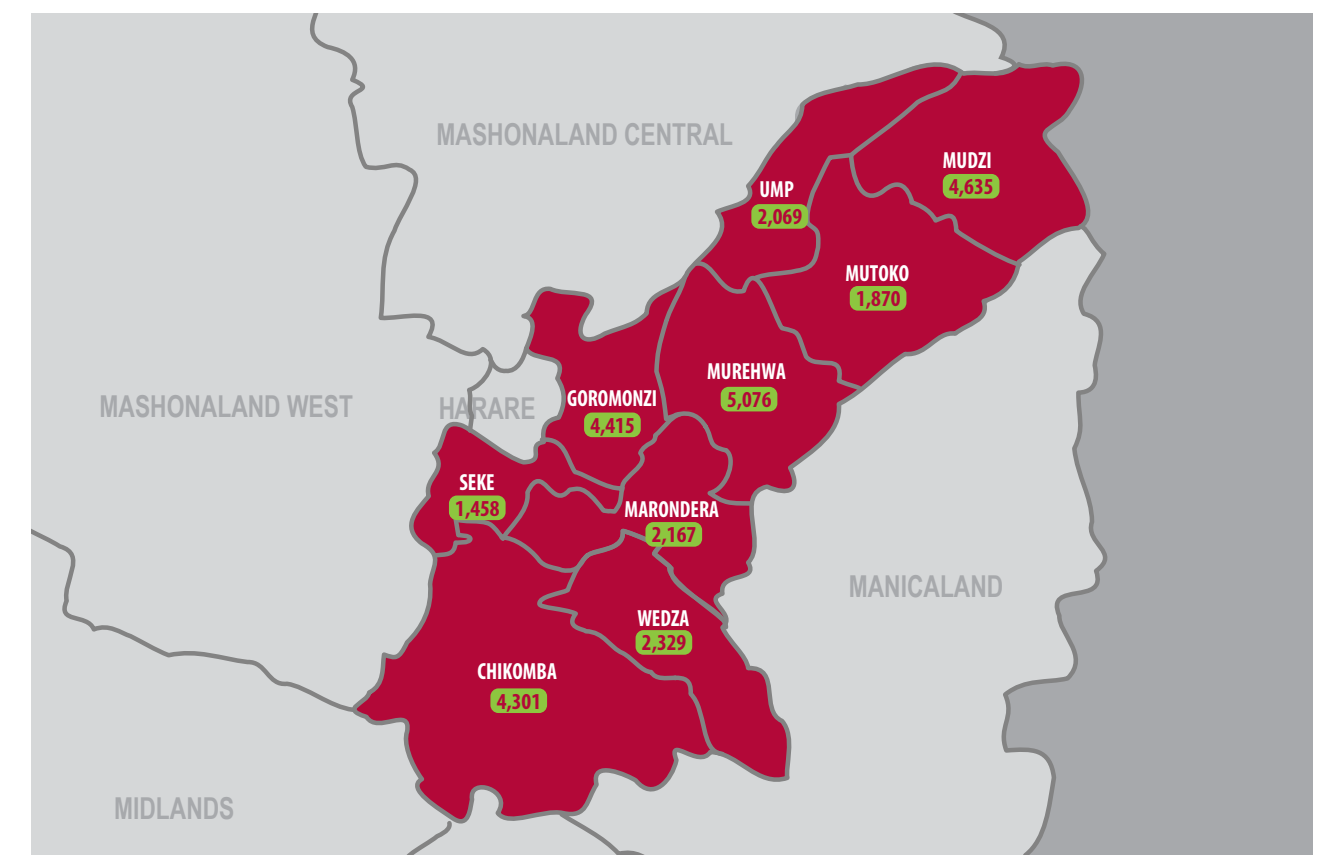 MASHONALAND CENTRAL
MUDZI
4,635
UMP
2,069
MUTOKO
1,870
MUREHWA
5,076
MASHONALAND WEST
HARARE
GOROMONZI
4,415
SEKE
1,458
MARONDERA
2,167
MANICALAND
WEDZA
2,329
CHIKOMBA
4,301
MIDLANDS